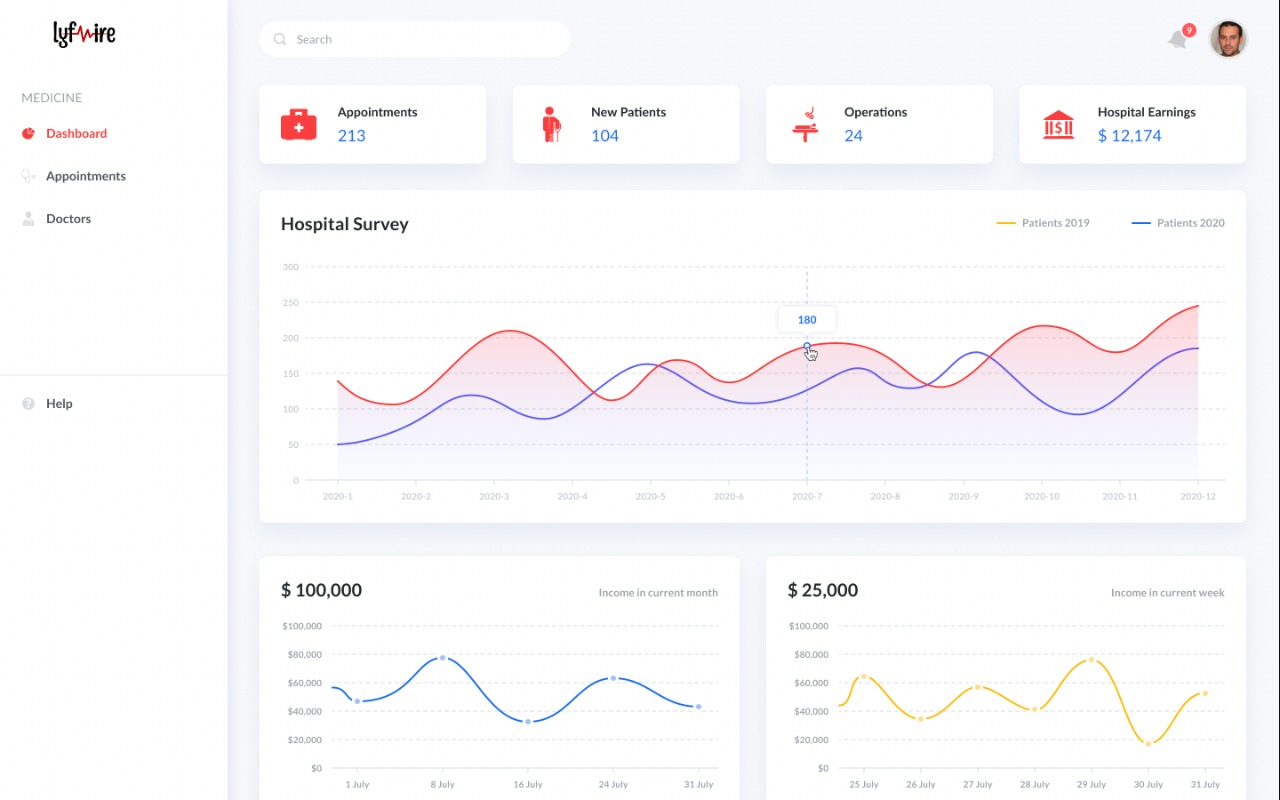 lyfwire
Search
9
MEDICINE
Dashboard
Appointments
Doctors
Help
Appointments
213
New Patients
104
Operations
24
Hospital Earnings
$ 12,174
Hospital Survey
Patients 2019
Patients 2020
300
250
200
150
100
50
0
180
2020-1
2020-2
2020-3
2020-4
2020-5
2020-6
2020-7
2020-8
2020-9
2020-10
2020-11
2020-12
$ 100,000
Income in current month
$100,000
$80,000
$60,000
$40,000
$20,000
$0
1 July
8 July
16 July
24 July
31 July
$ 25,000
Income in current week
$100,000
$80,000
$60,000
$40,000
$20,000
$0
25 July
26 July
27 July
28 July
29 July
30 July
31 July